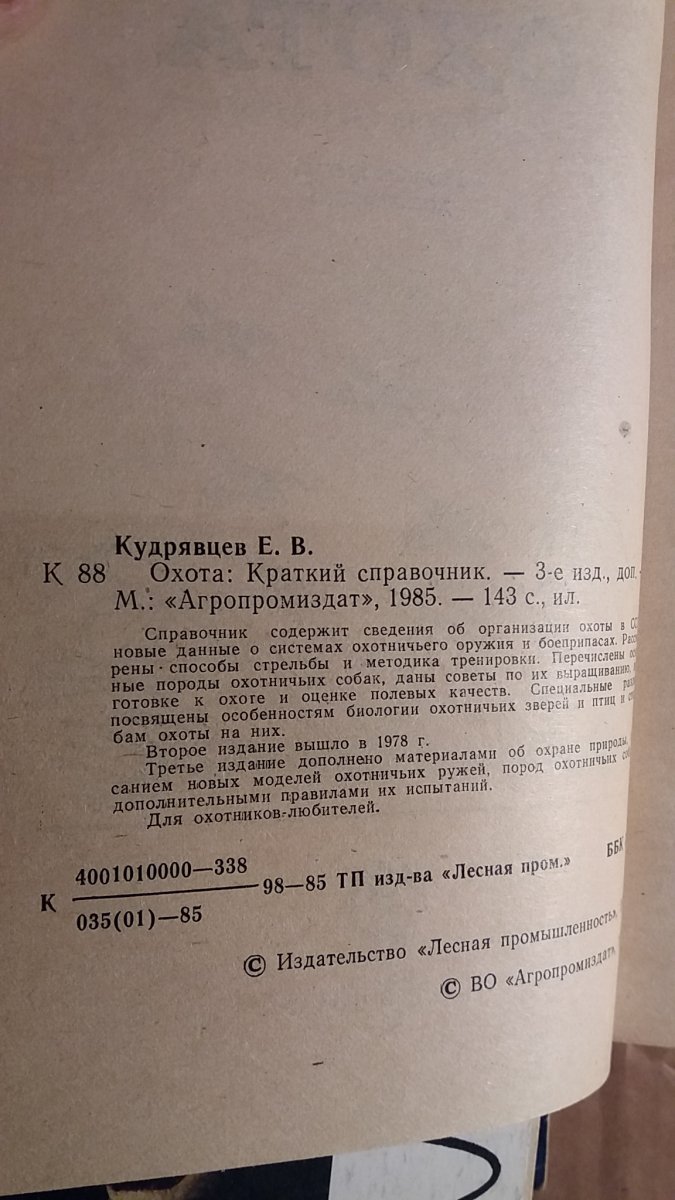 Кудрявцев Е. В.
К 88 Охота: Краткий справочник. — 3-е изд., доп. —
М.: «Агропромиздат», 1985. — 143 с., ил.
Справочник содержит сведения об организации охоты в
новые данные о системах охотничьего оружия и боеприпасах.
рены способы стрельбы и методика тренировки. Перечислены
ные породы охотничьих собак, даны советы по их выращиванию,
готовке к охоте и оценке полевых качеств. Специальные
посвящены особенностям биологии охотничьих зверей и птиц и
бам охоты на них.
Второе издание вышло в 1978 г.
Третье издание дополнено материалами об охране природы,
санием новых моделей охотничьих ружей, пород охотничьих
дополнительными правилами их испытаний.
Для охотников-любителей.
К 4001010000—338
035(01)—85
98—85 ТП изд-ва «Лесная пром.»
ББК
© Издательство «Лесная промышленность»,
© ВО «Агропромиздат»,